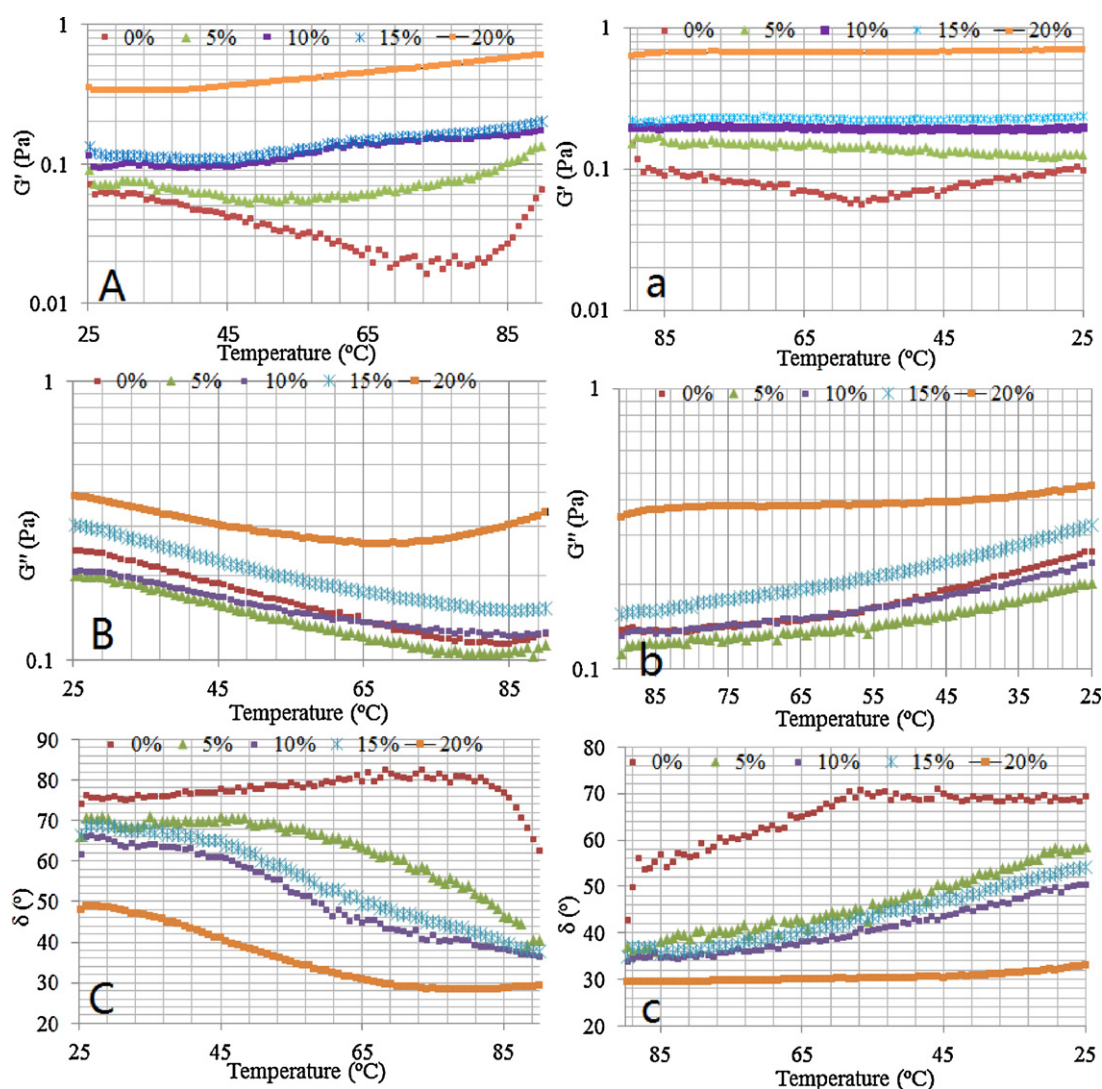 0% 5% 10% 15% 20%
1
0.1
0.01
G' (Pa)
A
25 45 65 85
Temperature (ºC)
0% 5% 10% 15% 20%
1
0.1
0.01
G' (Pa)
a
85 65 45 25
Temperature (ºC)
0% 5% 10% 15% 20%
1
0.1
G'' (Pa)
B
25 45 65 85
Temperature (ºC)
0% 5% 10% 15% 20%
1
0.1
G'' (Pa)
b
85 75 65 55 45 35 25
Temperature (ºC)
0% 5% 10% 15% 20%
90
80
70
60
50
40
30
20
δ (º)
C
25 45 65 85
Temperature (ºC)
0% 5% 10% 15% 20%
80
70
60
50
40
30
20
δ (º)
c
85 65 45 25
Temperature (ºC)